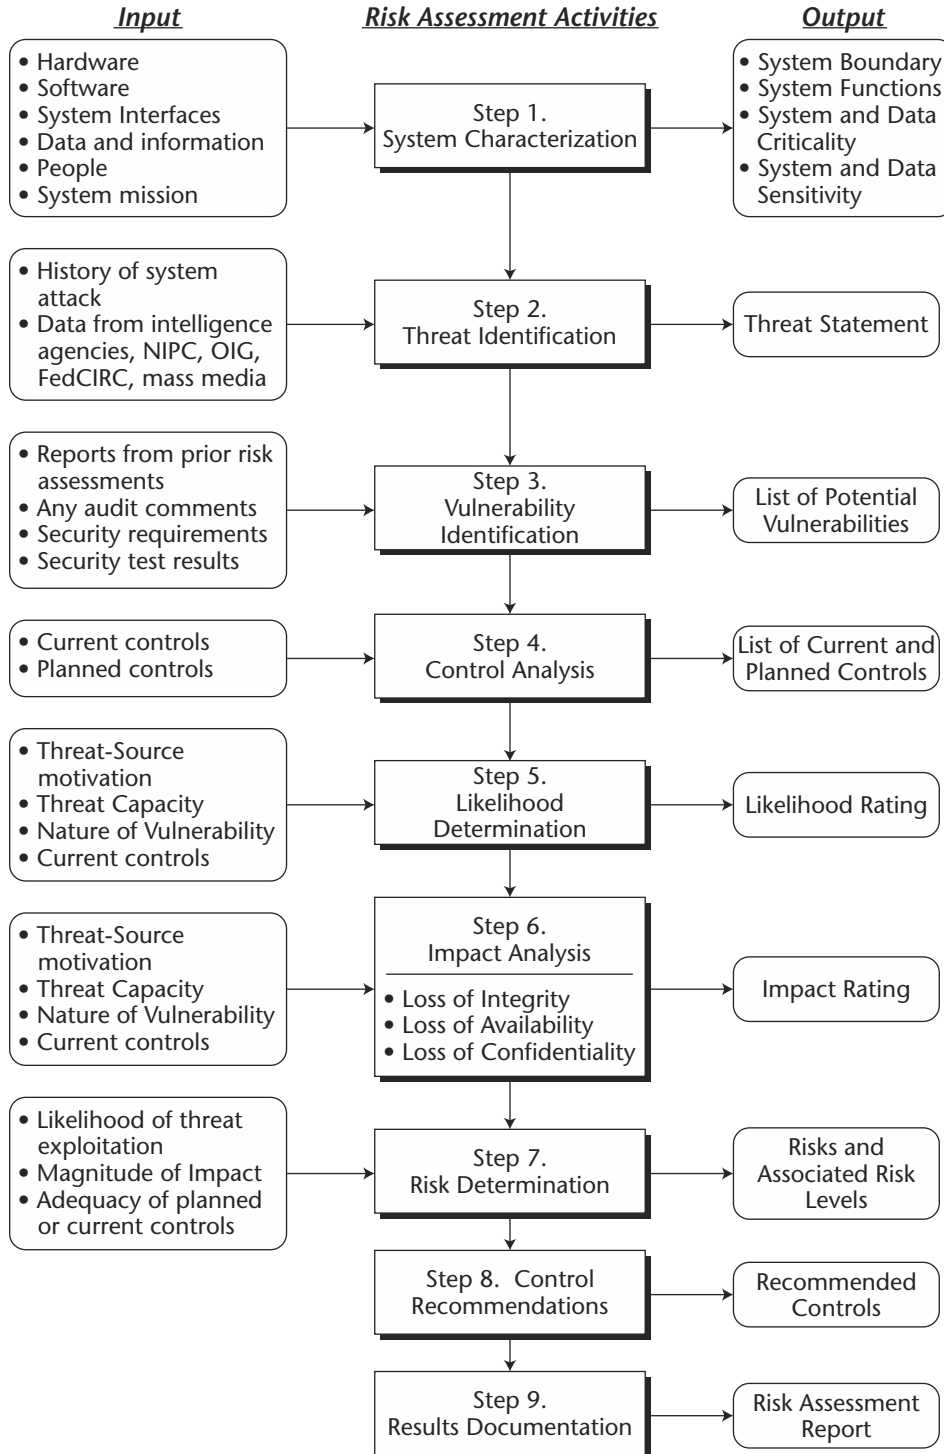 Input
Risk Assessment Activities
Output
• Hardware
• Software
• System Interfaces
• Data and information
• People
• System mission
Step 1.
System Characterization
• System Boundary
• System Functions
• System and Data
Criticality
• System and Data
Sensitivity
• History of system
attack
• Data from intelligence
agencies, NIPC, OIG,
FedCIRC, mass media
Step 2.
Threat Identification
Threat Statement
• Reports from prior risk
assessments
• Any audit comments
• Security requirements
• Security test results
Step 3.
Vulnerability
Identification
List of Potential
Vulnerabilities
• Current controls
• Planned controls
Step 4.
Control Analysis
List of Current and
Planned Controls
• Threat-Source
motivation
• Threat Capacity
• Nature of Vulnerability
• Current controls
Step 5.
Likelihood
Determination
Likelihood Rating
• Threat-Source
motivation
• Threat Capacity
• Nature of Vulnerability
• Current controls
Step 6.
Impact Analysis
• Loss of Integrity
• Loss of Availability
• Loss of Confidentiality
Impact Rating
• Likelihood of threat
exploitation
• Magnitude of Impact
• Adequacy of planned
or current controls
Step 7.
Risk Determination
Risks and
Associated Risk
Levels
Step 8. Control
Recommendations
Recommended
Controls
Step 9.
Results Documentation
Risk Assessment
Report